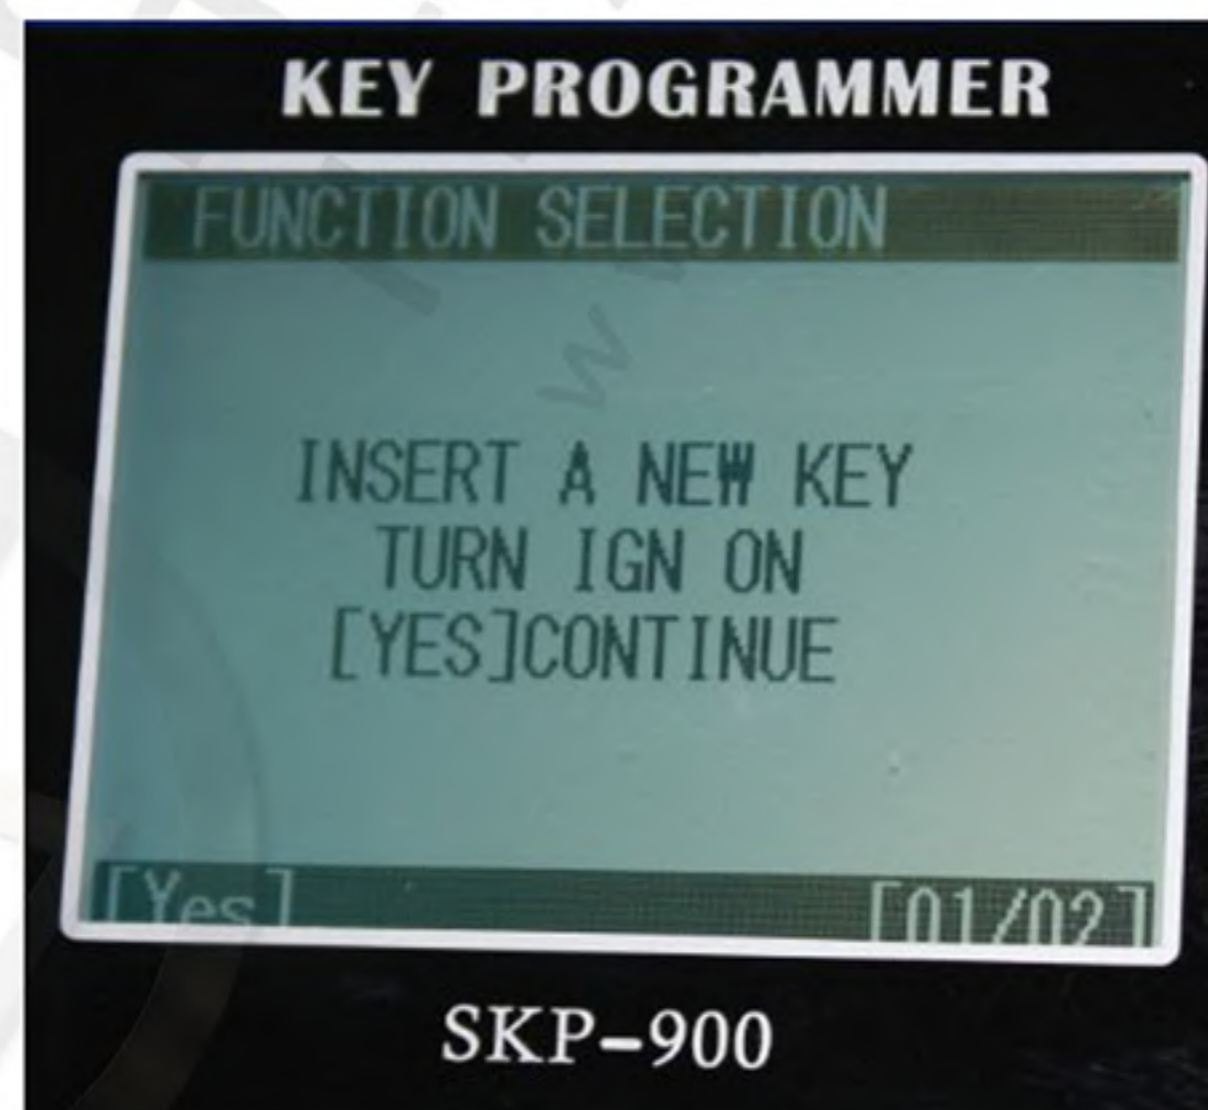 KEY PROGRAMMER
FUNCTION SELECTION
INSERT A NEW KEY
TURN IGN ON
[YES]CONTINUE
[Yes] [01/02]
SKP-900